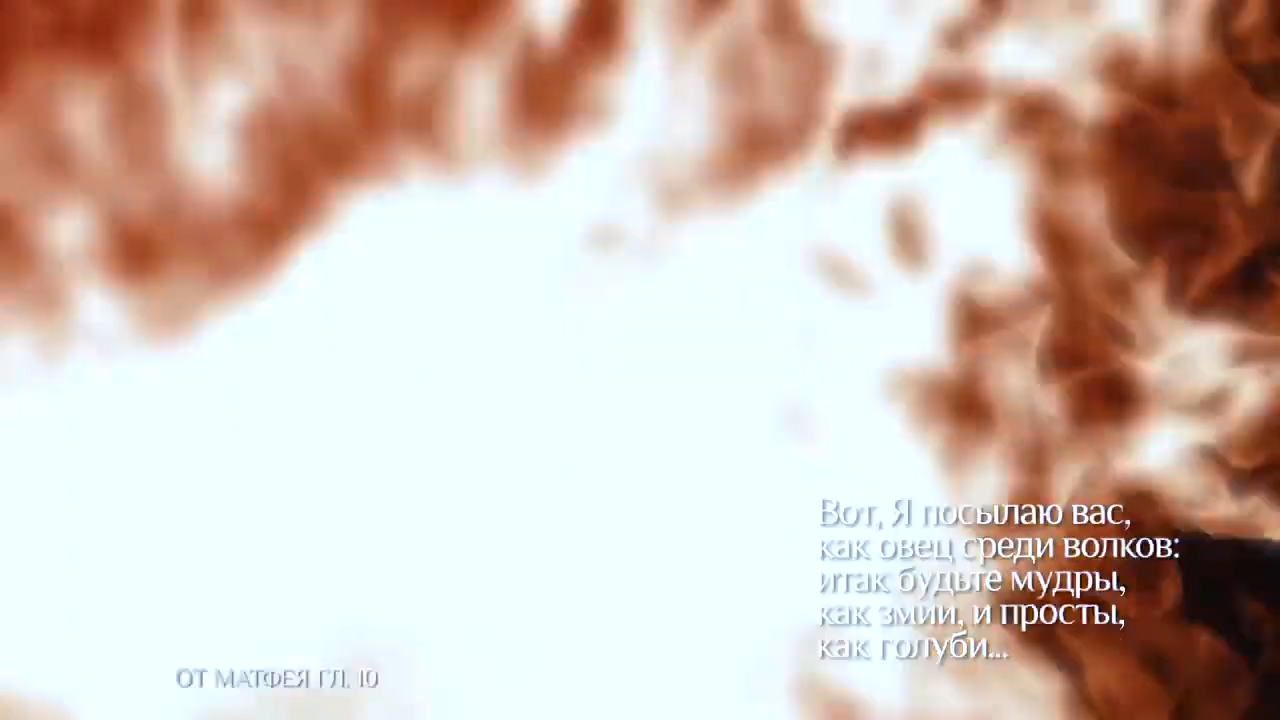 Вот, Я посылаю вас,
как овец среди волков:
итак будьте мудры,
как змии, и просты,
как голуби...
ОТ МАТФЕЯ ГЛ. 10